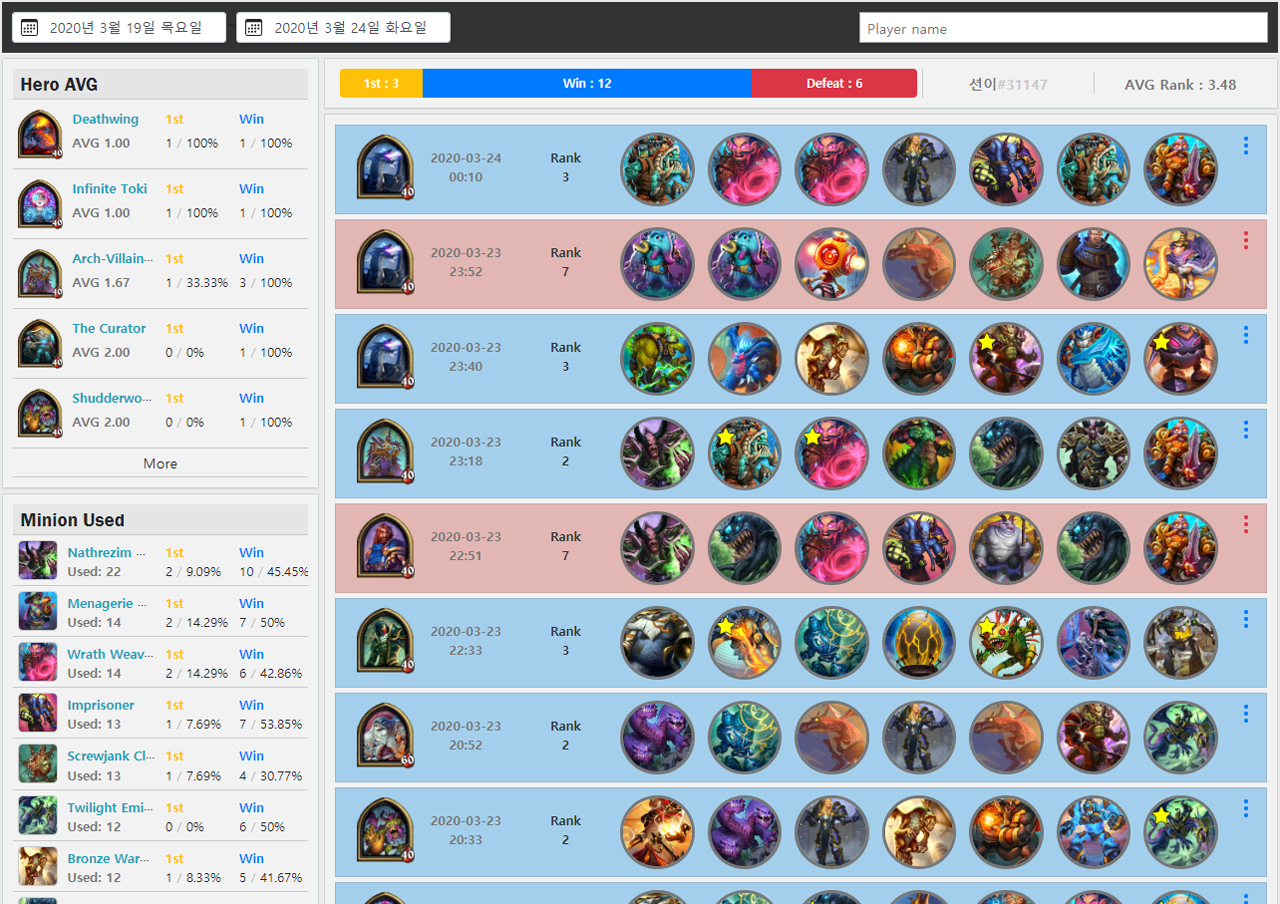 2020년 3월 19일 목요일 2020년 3월 24일 화요일 Player name
Hero AVG
Deathwing 1st Win
AVG 1.00 1 / 100% 1 / 100%
40
Infinite Toki 1st Win
AVG 1.00 1 / 100% 1 / 100%
40
Arch-Villain··· 1st Win
AVG 1.67 1 / 33.33% 3 / 100%
40
The Curator 1st Win
AVG 2.00 0 / 0% 1 / 100%
40
Shudderwo··· 1st Win
AVG 2.00 0 / 0% 1 / 100%
40
More
Minion Used
Nathrezim ··· 1st Win
Used: 22 2 / 9.09% 10 / 45.45%
Menagerie ··· 1st Win
Used: 14 2 / 14.29% 7 / 50%
Wrath Weav··· 1st Win
Used: 14 2 / 14.29% 6 / 42.86%
Imprisoner 1st Win
Used: 13 1 / 7.69% 7 / 53.85%
Screwjank Cl··· 1st Win
Used: 13 1 / 7.69% 4 / 30.77%
Twilight Emi··· 1st Win
Used: 12 0 / 0% 6 / 50%
Bronze War··· 1st Win
Used: 12 1 / 8.33% 5 / 41.67%
1st : 3 Win : 12 Defeat : 6 션이#31147 AVG Rank : 3.48
2020-03-24 Rank
00:10 3
40
2020-03-23 Rank
23:52 7
40
2020-03-23 Rank
23:40 3
40
2020-03-23 Rank
23:18 2
40
2020-03-23 Rank
22:51 7
40
2020-03-23 Rank
22:33 3
40
2020-03-23 Rank
20:52 2
60
2020-03-23 Rank
20:33 2
40